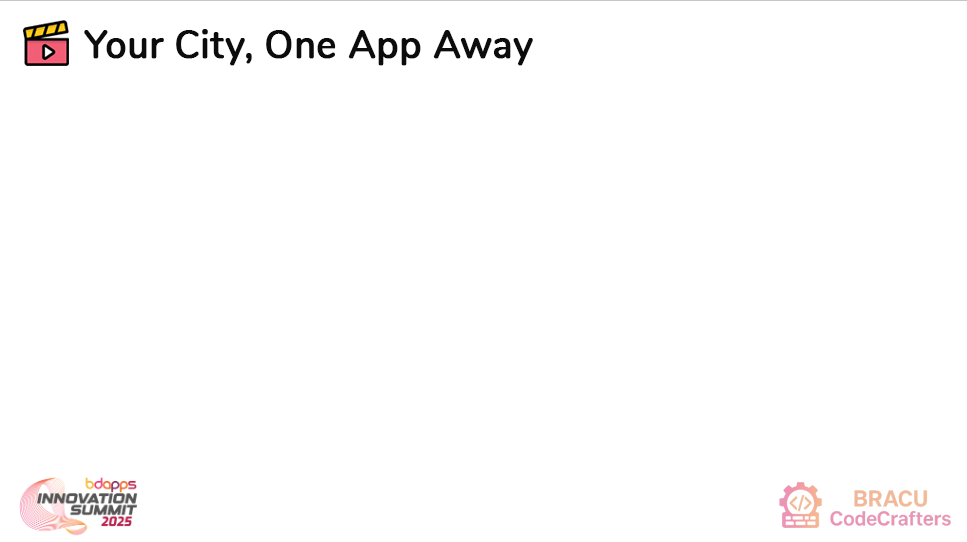 Your City, One App Away
bdapps
INNOVATION
SUMMIT
2025
BRACU
CodeCrafters